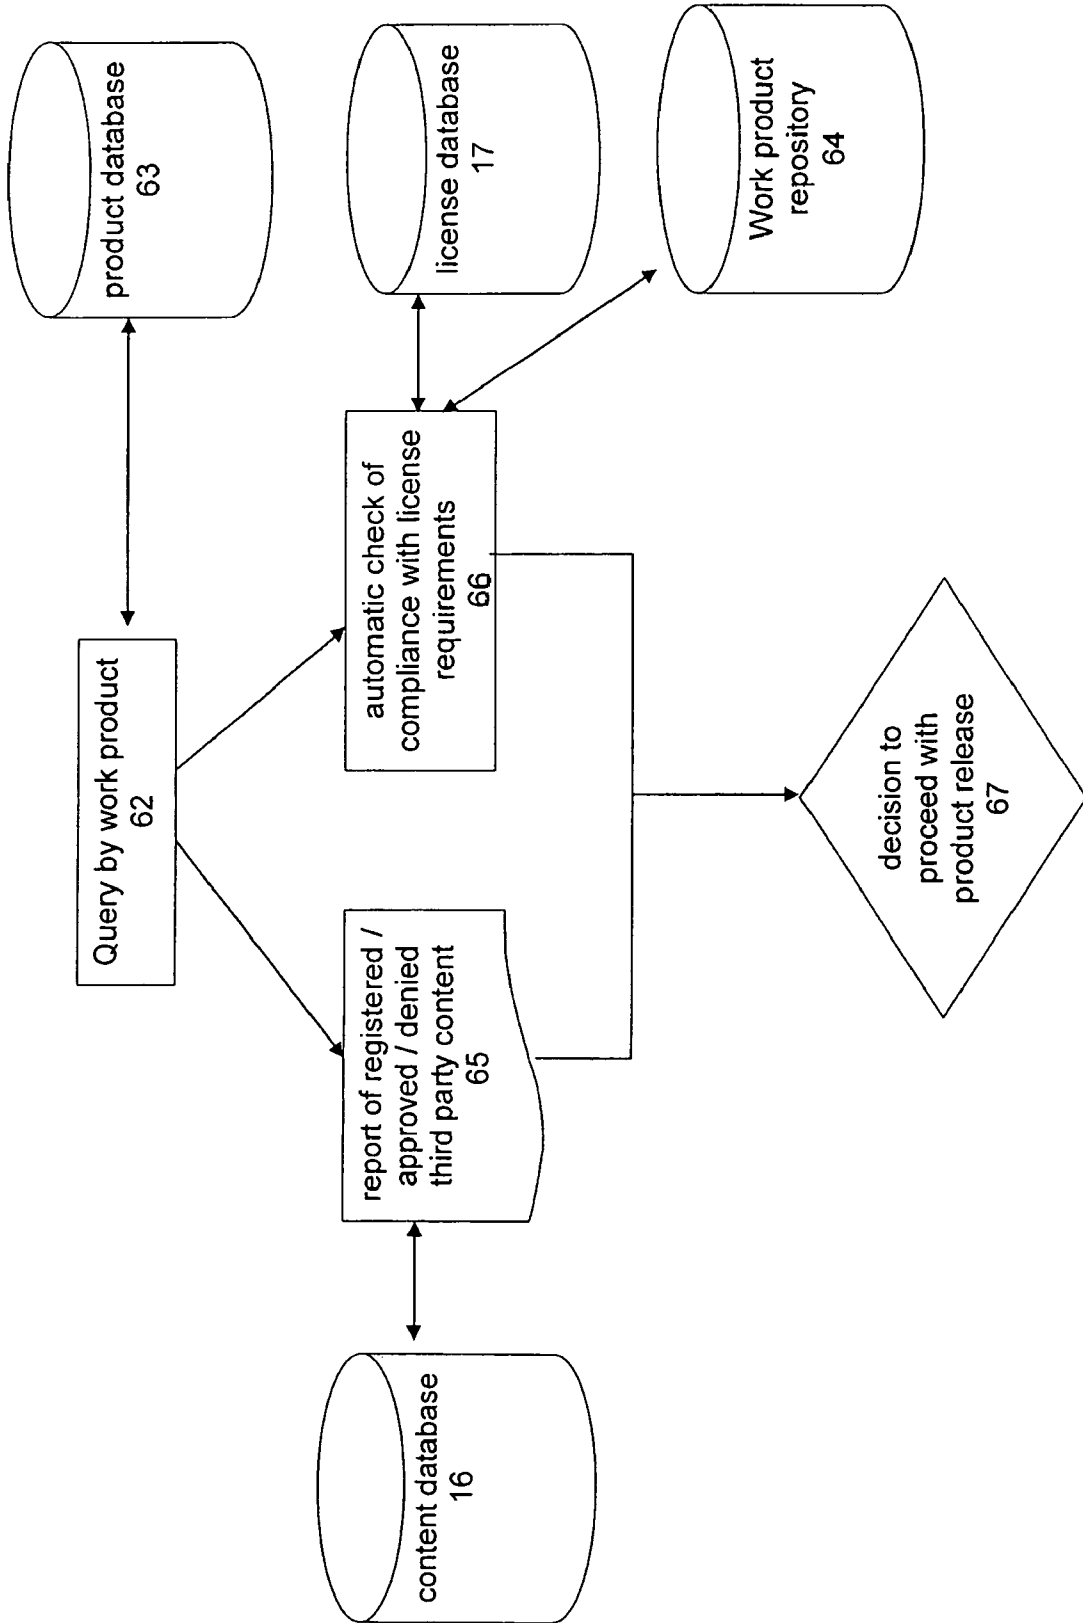 Query by work product
62
product database
63
report of registered /
approved / denied
third party content
65
automatic check of
compliance with license
requirements
66
content database
16
license database
17
Work product
repository
64
decision to
proceed with
product release
67